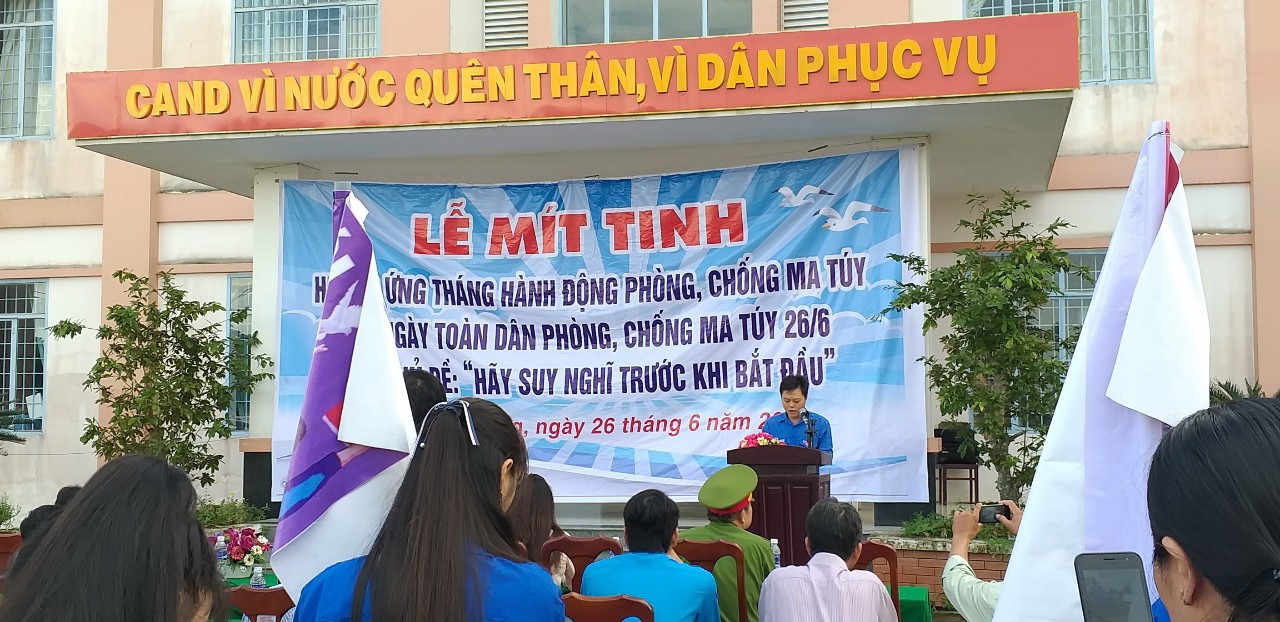 CAND VÌ NƯỚC QUÊN THÂN, VÌ DÂN PHỤC VỤ
LỄ MÍT TINH
ỨNG THÁNG HÀNH ĐỘNG PHÒNG, CHỐNG MA TÚY
TOÀN DÂN PHÒNG, CHỐNG MA TÚY 26/6
ĐỀ: "HÃY SUY NGHĨ TRƯỚC KHI BẮT ĐẦU"
ngày 26 tháng 6 năm